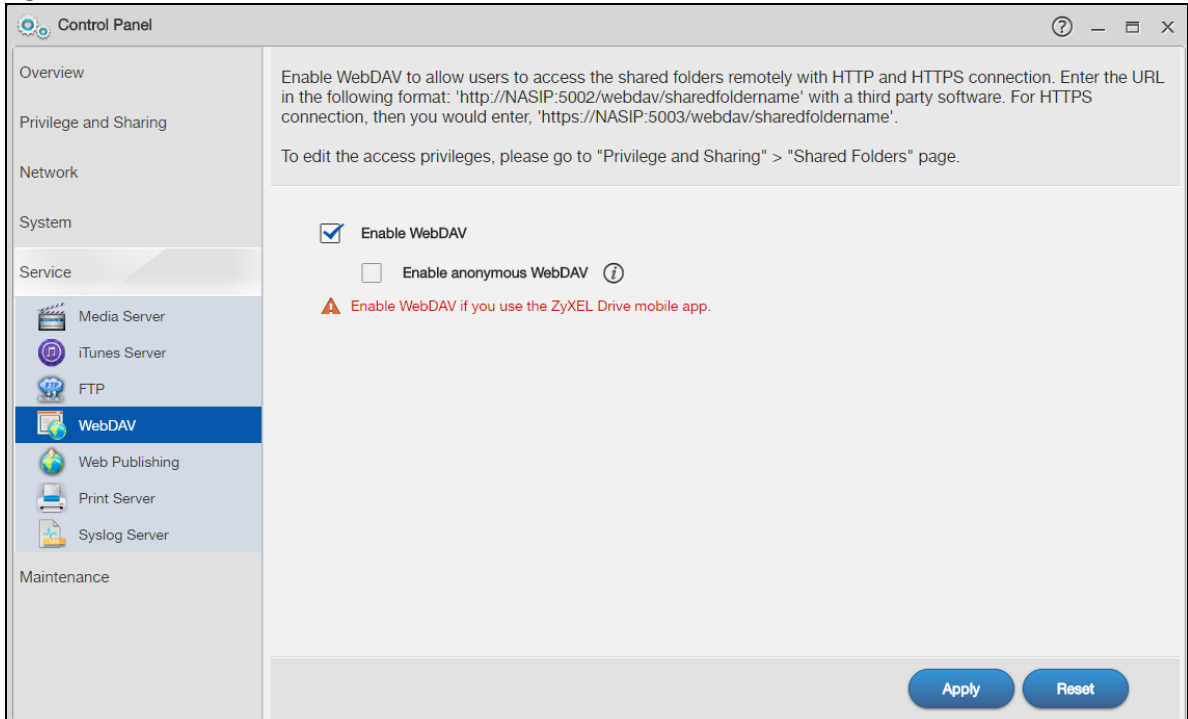 Control Panel
Overview
Privilege and Sharing
Network
System
Service
Media Server
iTunes Server
FTP
WebDAV
Web Publishing
Print Server
Syslog Server
Maintenance
Enable WebDAV to allow users to access the shared folders remotely with HTTP and HTTPS connection. Enter the URL
in the following format: 'http://NASIP:5002/webdav/sharedfoldername' with a third party software. For HTTPS
connection, then you would enter, 'https://NASIP:5003/webdav/sharedfoldername'.
To edit the access privileges, please go to "Privilege and Sharing" > "Shared Folders" page.
Enable WebDAV
Enable anonymous WebDAV
Enable WebDAV if you use the ZyXEL Drive mobile app.
Apply
Reset